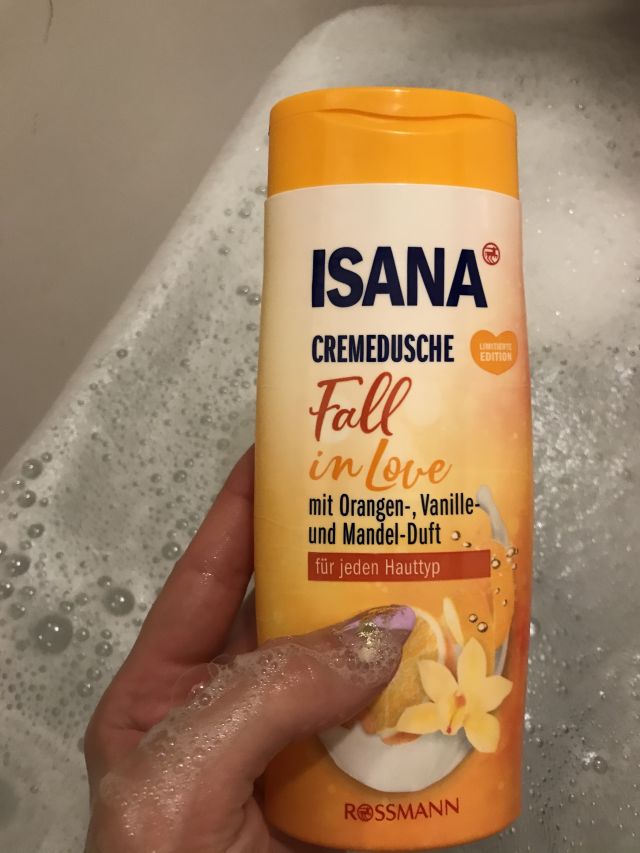 ISANA
CREMEDUSCHE
LIMITIERTE
EDITION
Fall
in Love
mit Orangen-, Vanille-
und Mandel-Duft
für jeden Hauttyp
ROSSMANN